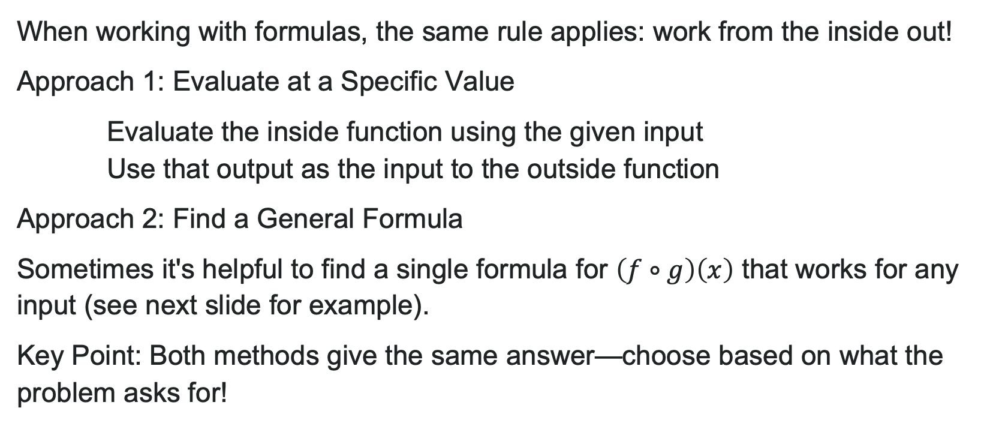 When working with formulas, the same rule applies: work from the inside out!
Approach 1: Evaluate at a Specific Value
Evaluate the inside function using the given input
Use that output as the input to the outside function
Approach 2: Find a General Formula
Sometimes it's helpful to find a single formula for (f ∘ g)(x) that works for any
input (see next slide for example).
Key Point: Both methods give the same answer—choose based on what the
problem asks for!